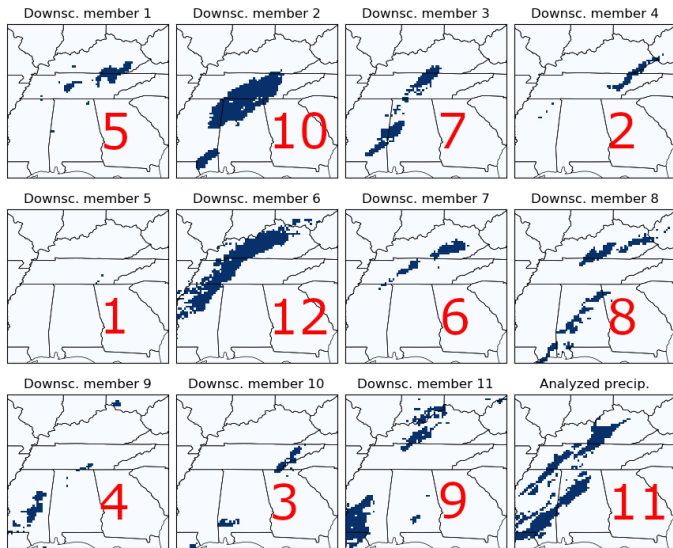 Downsc. member 1
Downsc. member 2
Downsc. member 3
Downsc. member 4
5
10
7
2
Downsc. member 5
Downsc. member 6
Downsc. member 7
Downsc. member 8
1
12
6
8
Downsc. member 9
Downsc. member 10
Downsc. member 11
Analyzed precip.
4
3
9
11